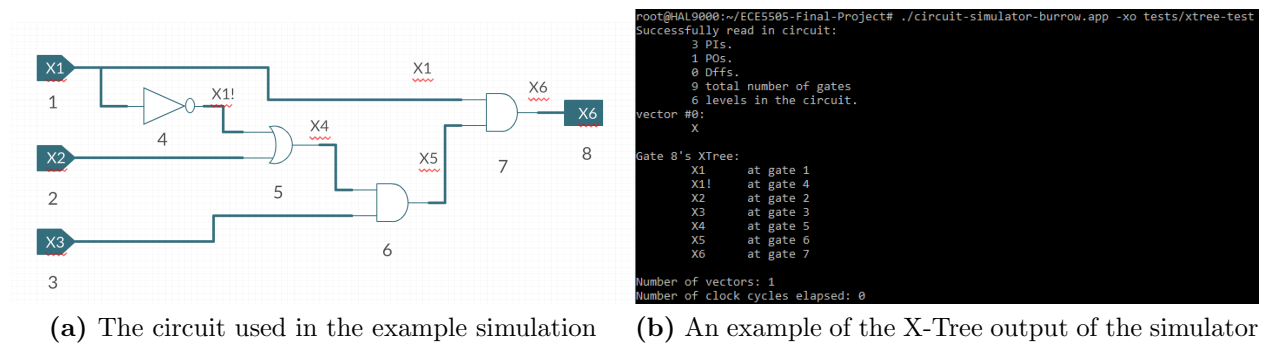 X1
1
X1!
4
X2
2
X4
5
X3
3
X5
6
X1
X6
7
X6
8
(a) The circuit used in the example simulation
root@HAL9000:~/ECE5505-Final-Project# ./circuit-simulator-burrow.app -xo tests/xtree-test
Successfully read in circuit:
3 PIs.
1 POs.
0 Dffs.
9 total number of gates
6 levels in the circuit.
vector #0:
X
Gate 8's XTree:
X1 at gate 1
X1! at gate 4
X2 at gate 2
X3 at gate 3
X4 at gate 5
X5 at gate 6
X6 at gate 7
Number of vectors: 1
Number of clock cycles elapsed: 0
(b) An example of the X-Tree output of the simulator